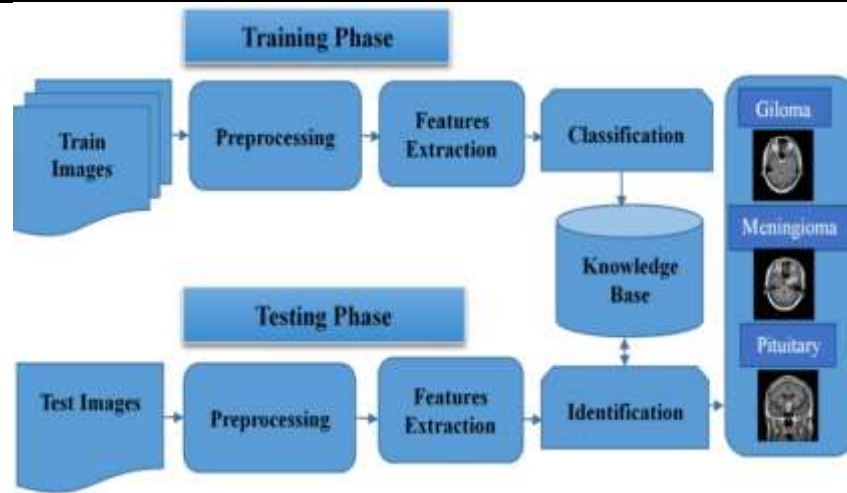 Training Phase
Train
Images
Preprocessing
Features
Extraction
Classification
Knowledge
Base
Testing Phase
Test Images
Preprocessing
Features
Extraction
Identification
Giloma
Meningioma
Pituitary